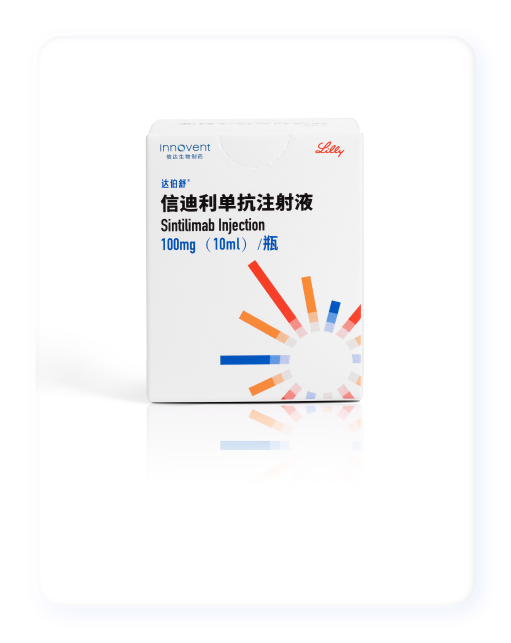 Innovent
信达生物制药
Lilly
达伯舒®
信迪利单抗注射液
Sintilimab Injection
100mg（10ml）/瓶